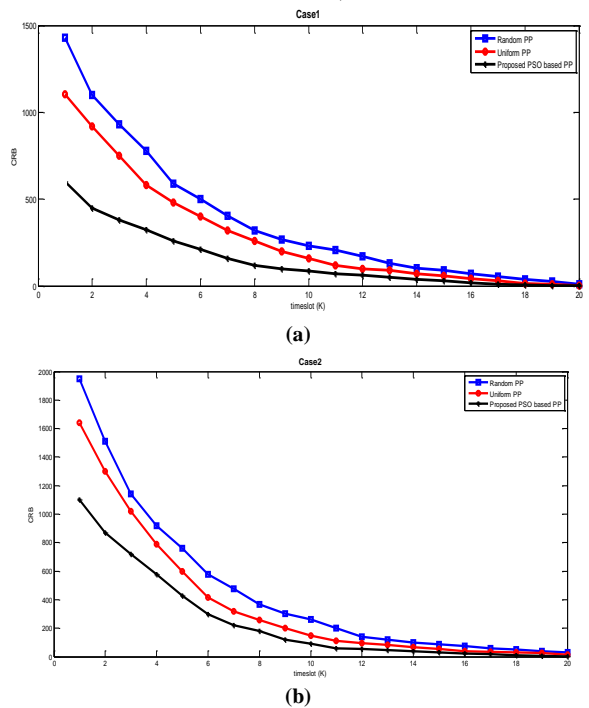 Case1
1500
1000
500
0
CRB
Random PP
Uniform PP
Proposed PSO based PP
0 2 4 6 8 10 12 14 16 18 20
timeslot (K)
(a)
Case2
2000
1800
1600
1400
1200
1000
800
600
400
200
0
CRB
Random PP
Uniform PP
Proposed PSO based PP
0 2 4 6 8 10 12 14 16 18 20
timeslot (K)
(b)